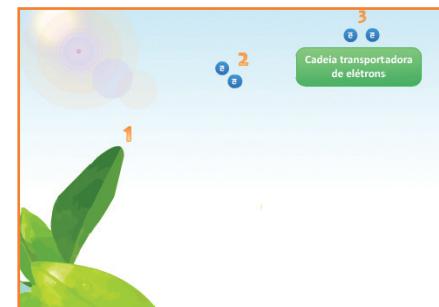 3
ē ē
Cadeia transportadora
de elétrons
2
ē
ē
1